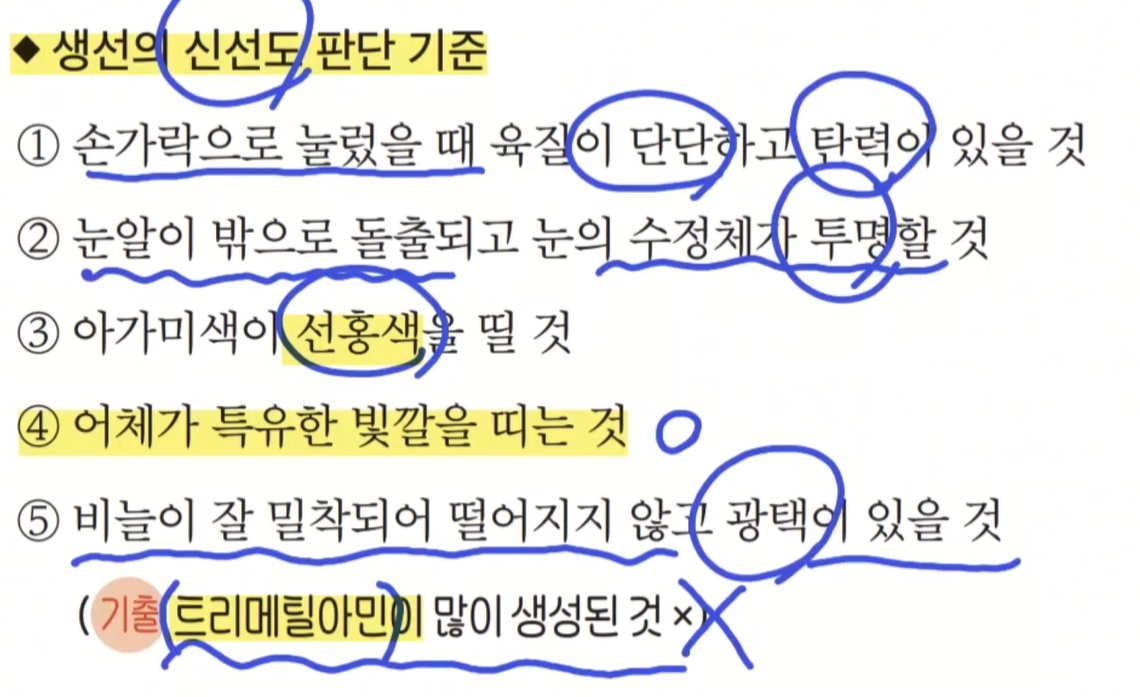 ◆ 생선의 신선도 판단 기준
① 손가락으로 눌렀을 때 육질이 단단하고 탄력이 있을 것
② 눈알이 밖으로 돌출되고 눈의 수정체가 투명할 것
③ 아가미색이 선홍색을 띨 것
④ 어체가 특유한 빛깔을 띠는 것 O
⑤ 비늘이 잘 밀착되어 떨어지지 않고 광택이 있을 것
(기출 트리메틸아민이 많이 생성된 것 ×)